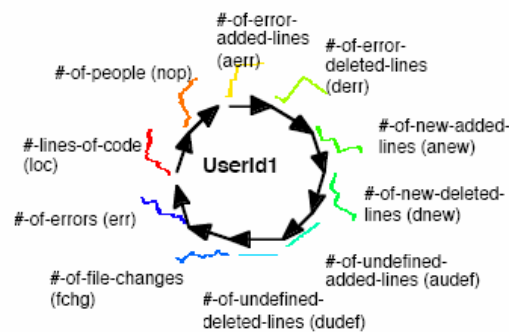 #-of-error-
added-lines
(aerr)
#-of-error-
deleted-lines
(derr)
#-of-people (nop)
#-of-new-added-
lines (anew)
#-lines-of-code
(loc)
UserId1
#-of-new-deleted-
lines (dnew)
#-of-errors (err)
#-of-undefined-
added-lines (audef)
#-of-file-changes
(fchg)
#-of-undefined-
deleted-lines (dudef)